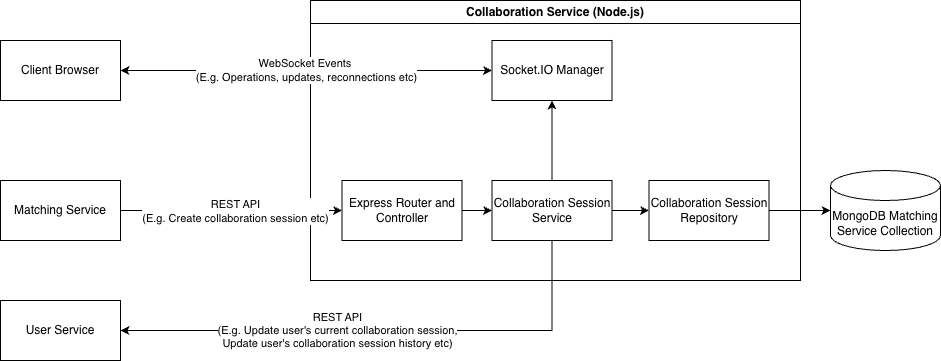 Collaboration Service (Node.js)
Client Browser
WebSocket Events
(E.g. Operations, updates, reconnections etc)
Socket.IO Manager
Matching Service
REST API
(E.g. Create collaboration session etc)
Express Router and
Controller
Collaboration Session
Service
Collaboration Session
Repository
MongoDB Matching
Service Collection
User Service
REST API
(E.g. Update user's current collaboration session,
Update user's collaboration session history etc)